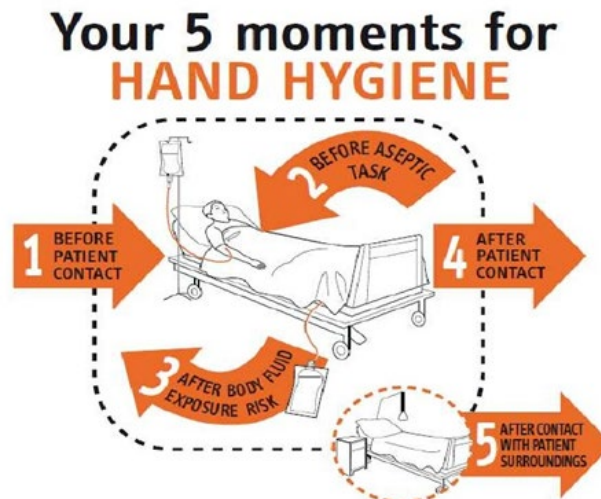 Your 5 moments for
HAND HYGIENE
1
BEFORE
PATIENT
CONTACT
2
BEFORE ASEPTIC
TASK
3
AFTER BODY FLUID
EXPOSURE RISK
4
AFTER
PATIENT
CONTACT
5
AFTER CONTACT
WITH PATIENT
SURROUNDINGS